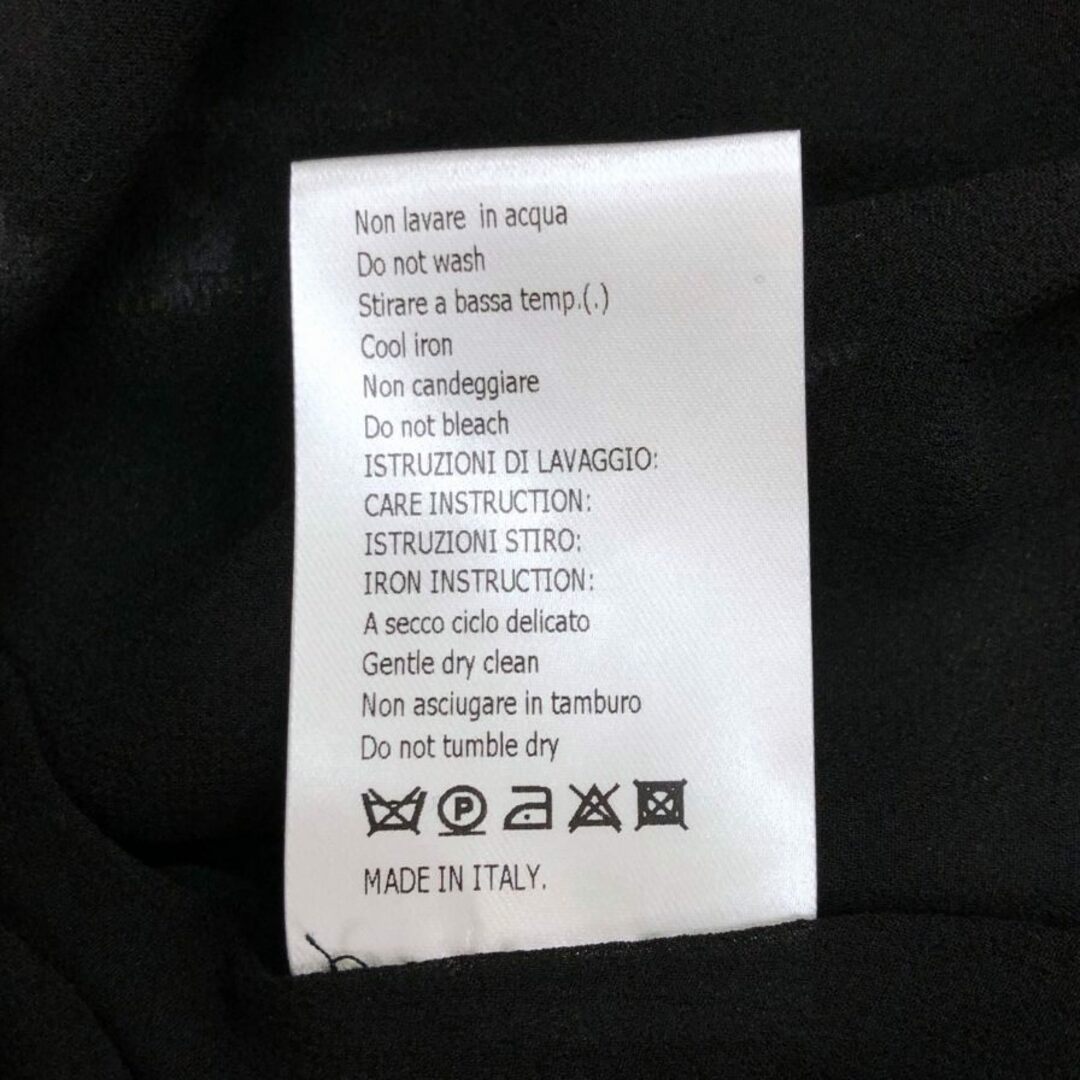 Non lavare in acqua
Do not wash
Stirare a bassa temp.(.)
Cool iron
Non candeggiare
Do not bleach
ISTRUZIONI DI LAVAGGIO:
CARE INSTRUCTION:
ISTRUZIONI STIRO:
IRON INSTRUCTION:
A secco ciclo delicato
Gentle dry clean
Non asciugare in tamburo
Do not tumble dry
P
MADE IN ITALY.